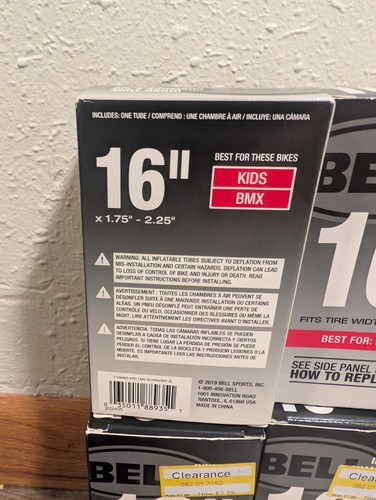 INCLUDES: ONE TUBE / COMPREND : UNE CHAMBRE À AIR / INCLUYE: UNA CÁMARA
16"
x 1.75" - 2.25"
BEST FOR THESE BIKES
KIDS
BMX
WARNING: ALL INFLATABLE TUBES SUBJECT TO DEFLATION FROM
MIS-INSTALLATION AND CERTAIN HAZARDS. DEFLATION CAN LEAD
TO LOSS OF CONTROL OF BIKE AND INJURY OR DEATH. READ
IMPORTANT INSTRUCTIONS BEFORE INSTALLING.
AVERTISSEMENT : TOUTES LES CHAMBRES À AIR PEUVENT SE
DÉGONFLER SUITE À UNE MAUVAISE INSTALLATION OU CERTAINS
ALÉAS. UN PNEU DÉGONFLÉ PEUT ENTRAÎNER UNE PERTE DE
CONTRÔLE DU VÉLO, OCCASIONNER DES BLESSURES OU MÊME LA
MORT. LIRE ATTENTIVEMENT LES DIRECTIVES AVANT D'INSTALLER.
ADVERTENCIA: TODAS LAS CÁMARAS INFLABLES SE PUEDEN
DESINFLAR A CAUSA DE INSTALACIÓN INCORRECTA Y CIERTOS
PELIGROS. SI TIENE LUGAR LA PÉRDIDA DE PRESIÓN SE PUEDE
PERDER EL CONTROL DE LA BICICLETA Y PRODUCIR LESIONES O LA
MUERTE. ES IMPORTANTE LEER LAS INSTRUCCIONES ANTES DE
INSTALAR.
0 35011 88935 1
© 2019 BELL SPORTS, INC.
1-800-456-BELL
1001 INNOVATION ROAD
RANTOUL, IL 61866 USA
MADE IN CHINA
BEL
FITS TIRE WIDT
BEST FOR:
SEE SIDE PANEL
HOW TO REPL
BELL
Clearance
BELL
Clearance